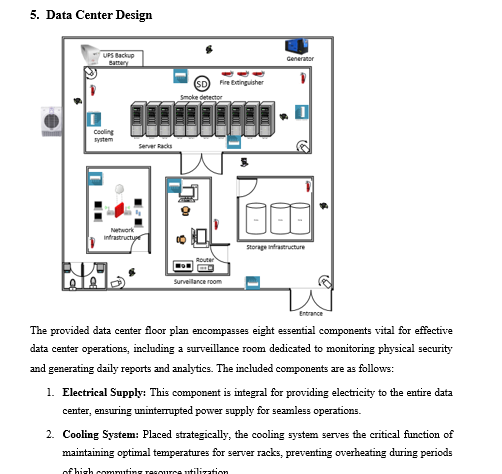 5. Data Center Design
UPS Backup
Battery
Generator
SD
Fire Extinguisher
Smoke detector
Cooling
system
Server Racks
Network
Infrastructure
Storage Infrastructure
Router
Surveillance room
Entrance
The provided data center floor plan encompasses eight essential components vital for effective
data center operations, including a surveillance room dedicated to monitoring physical security
and generating daily reports and analytics. The included components are as follows:
1. Electrical Supply: This component is integral for providing electricity to the entire data
center, ensuring uninterrupted power supply for seamless operations.
2. Cooling System: Placed strategically, the cooling system serves the critical function of
maintaining optimal temperatures for server racks, preventing overheating during periods
of high computing resource utilization.